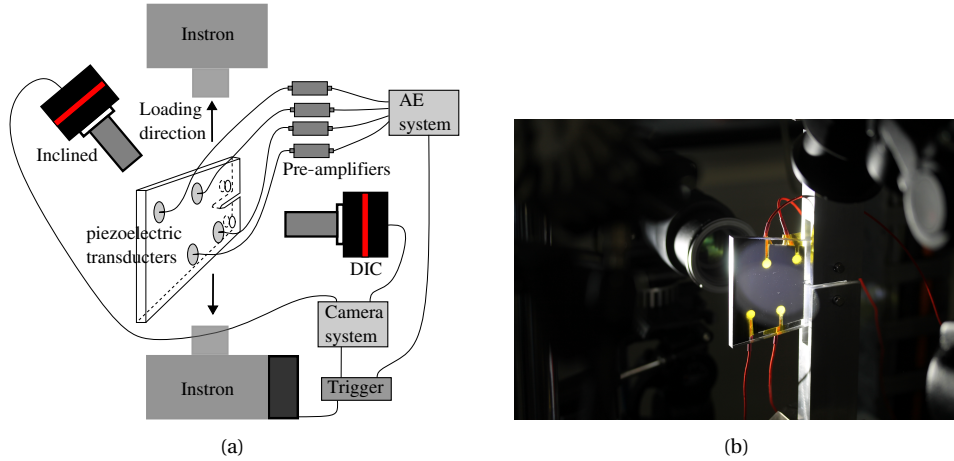 Instron
Loading
direction
AE
system
Inclined
Pre-amplifiers
piezoelectric
transducters
DIC
Camera
system
Instron
Trigger
(a)
(b)